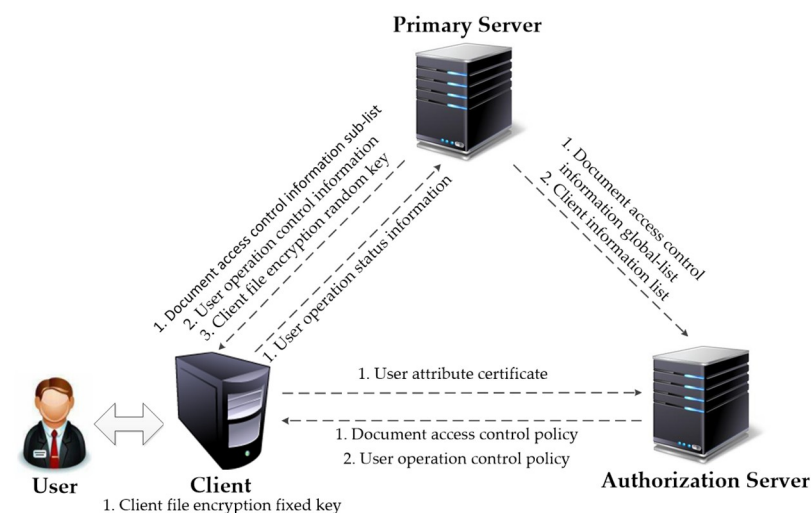 Primary Server
1. Document access control information sub-list
2. User operation control information
3. Client file encryption random key
1. User operation status information
1. Document access control
information global-list
2. Client information list
1. User attribute certificate
1. Document access control policy
2. User operation control policy
User
Client
Authorization Server
1. Client file encryption fixed key